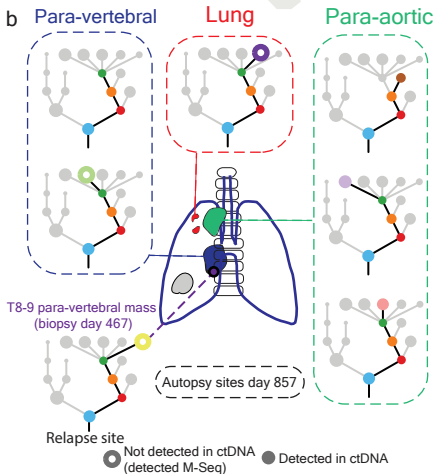 b
Para-vertebral
Lung
Para-aortic
T8-9 para-vertebral mass
(biopsy day 467)
Autopsy sites day 857
Relapse site
Not detected in ctDNA
(detected M-Seq)
Detected in ctDNA